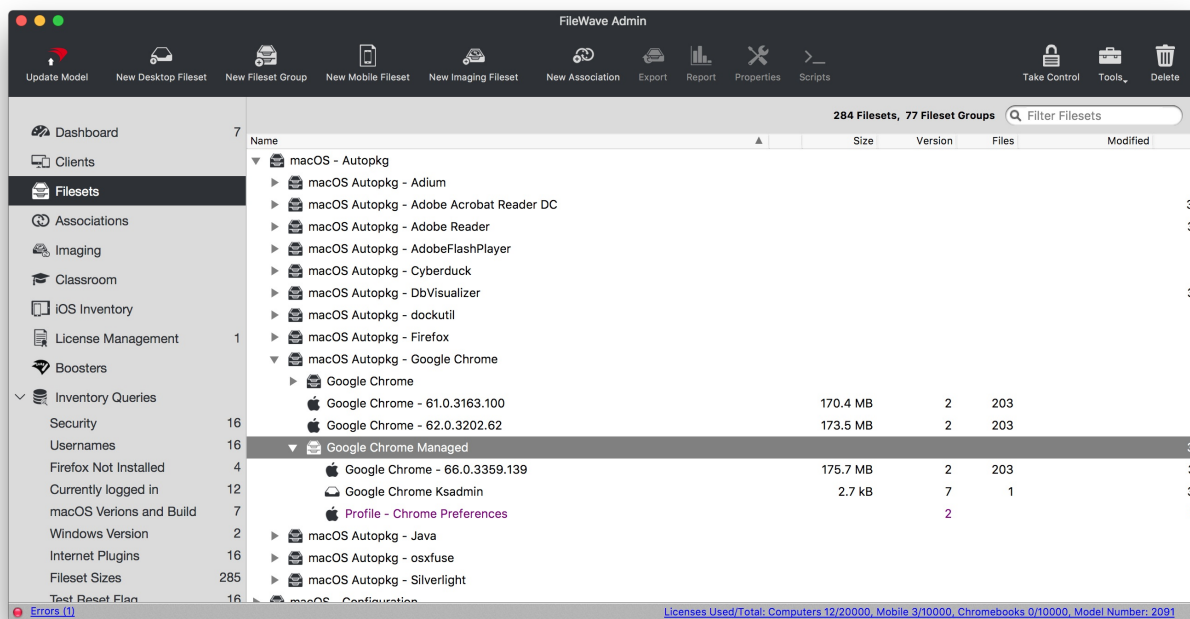 FileWave Admin
Update Model New Desktop Fileset New Fileset Group New Mobile Fileset New Imaging Fileset New Association Export Report Properties Scripts Take Control Tools Delete
284 Filesets, 77 Fileset Groups Filter Filesets
Name Size Version Files Modified
Dashboard 7
Clients
Filesets
Associations
Imaging
Classroom
iOS Inventory
License Management 1
Boosters
Inventory Queries
Security 16
Usernames 16
Firefox Not Installed 4
Currently logged in 12
macOS Verions and Build 7
Windows Version 2
Internet Plugins 16
Fileset Sizes 285
Test Reset Flag 16
macOS - Autopkg
macOS Autopkg - Adium
macOS Autopkg - Adobe Acrobat Reader DC
macOS Autopkg - Adobe Reader
macOS Autopkg - AdobeFlashPlayer
macOS Autopkg - Cyberduck
macOS Autopkg - DbVisualizer
macOS Autopkg - dockutil
macOS Autopkg - Firefox
macOS Autopkg - Google Chrome
Google Chrome
Google Chrome - 61.0.3163.100 170.4 MB 2 203
Google Chrome - 62.0.3202.62 173.5 MB 2 203
Google Chrome Managed
Google Chrome - 66.0.3359.139 175.7 MB 2 203
Google Chrome Ksadmin 2.7 kB 7 1
Profile - Chrome Preferences 2
macOS Autopkg - Java
macOS Autopkg - osxfuse
macOS Autopkg - Silverlight
macOS - Configuration
Errors (1) Licenses Used/Total: Computers 12/20000, Mobile 3/10000, Chromebooks 0/10000, Model Number: 2091